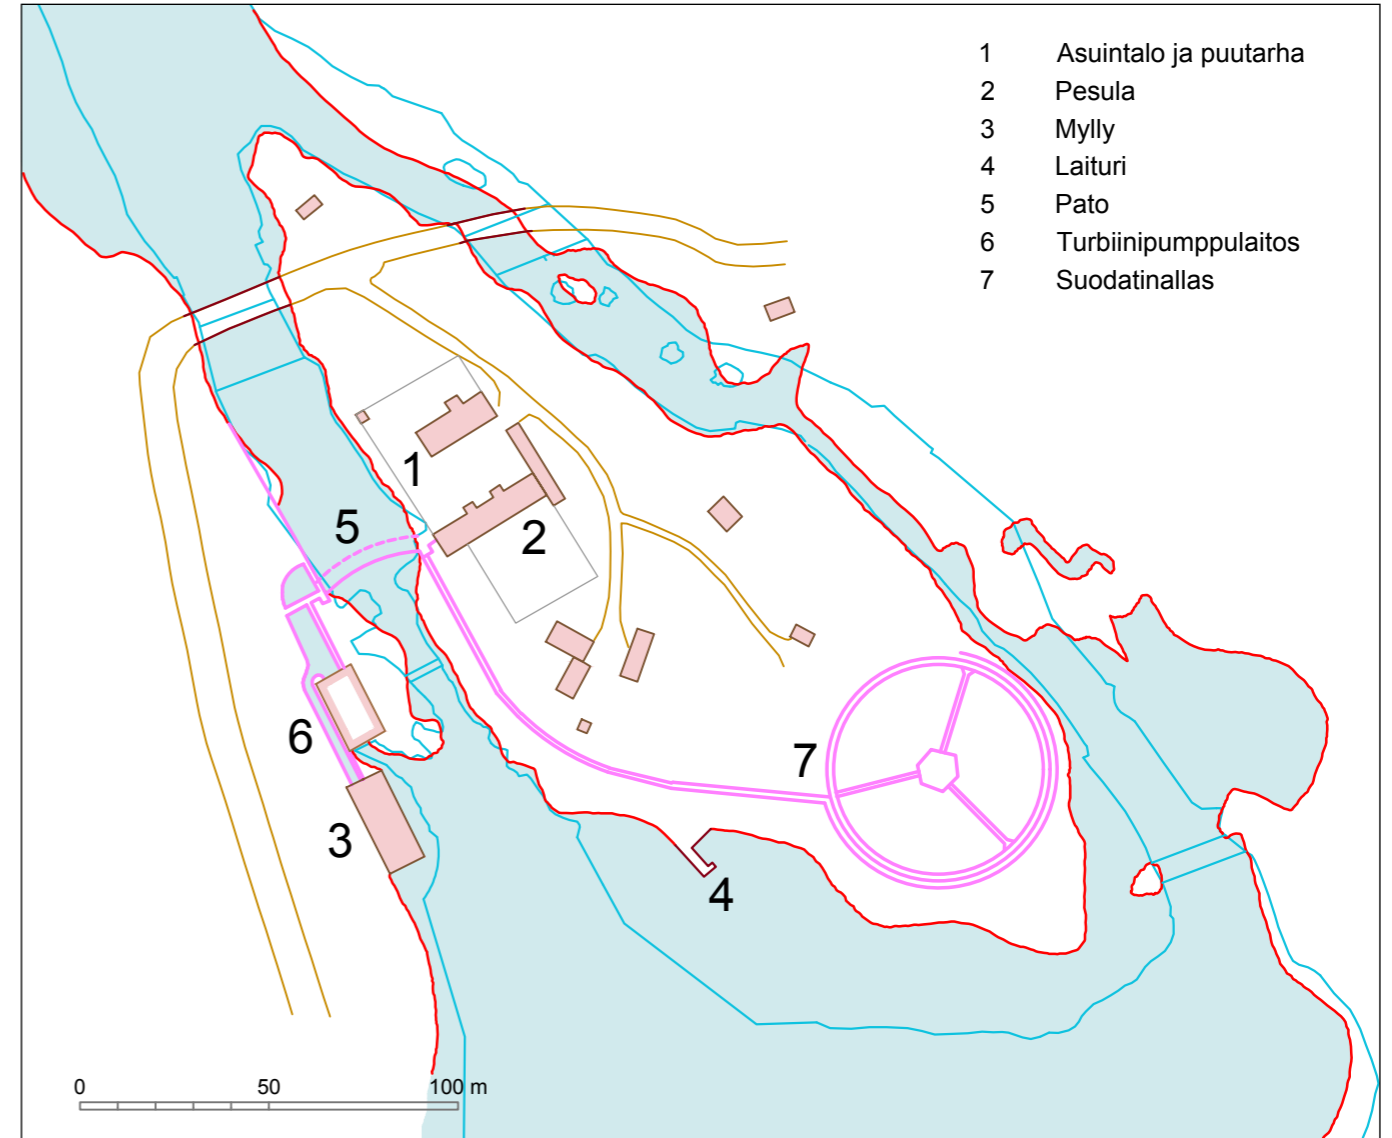 1 Asuintalo ja puutarha
2 Pesula
3 Mylly
4 Laituri
5 Pato
6 Turbiinipumppulaitos
7 Suodatinallas
1
5
2
6
7
3
4
0 50 100 m